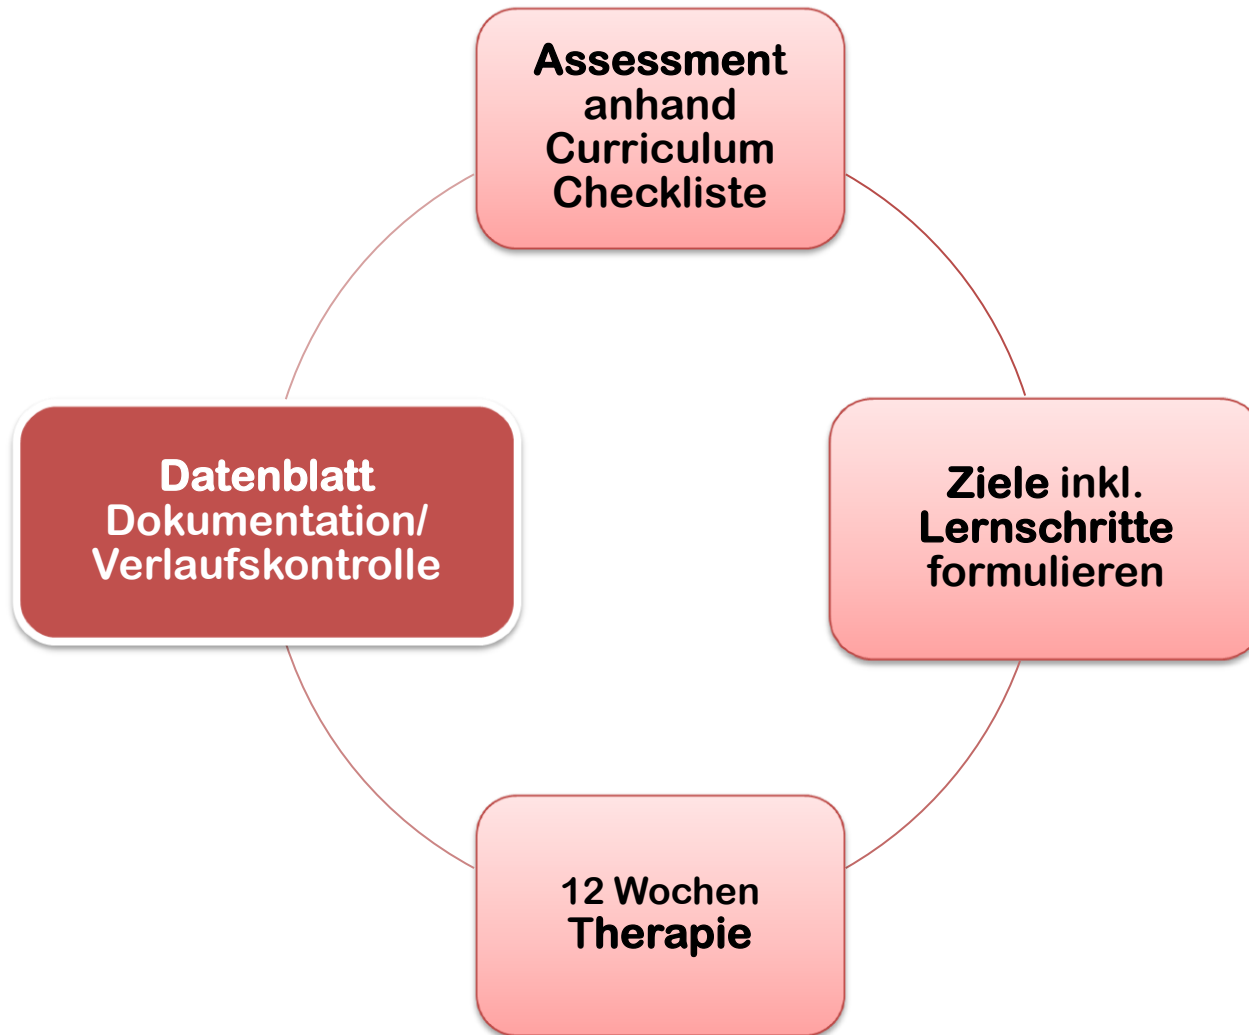 Assessment
anhand
Curriculum
Checkliste
Ziele inkl.
Lernschritte
formulieren
12 Wochen
Therapie
Datenblatt
Dokumentation/
Verlaufskontrolle